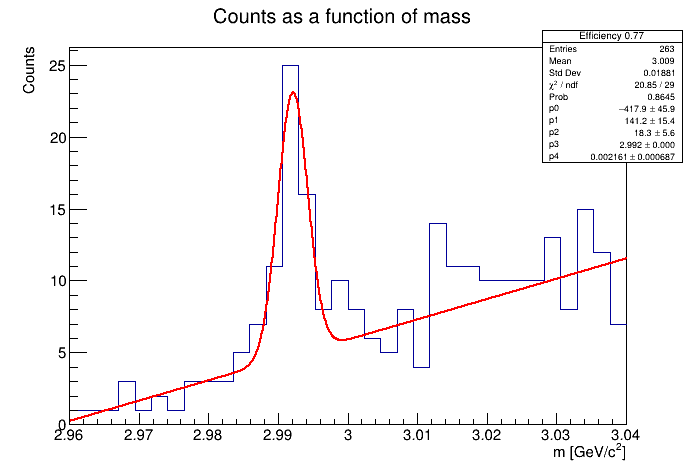 Counts as a function of mass
Efficiency 0.77
Entries 263
Mean 3.009
Std Dev 0.01881
χ² / ndf 20.85 / 29
Prob 0.8645
p0 −417.9 ± 45.9
p1 141.2 ± 15.4
p2 18.3 ± 5.6
p3 2.992 ± 0.000
p4 0.002161 ± 0.000687
Counts
25
20
15
10
5
0
2.96 2.97 2.98 2.99 3 3.01 3.02 3.03 3.04
m [GeV/c²]